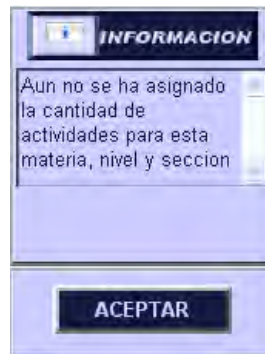 INFORMACION
Aun no se ha asignado
la cantidad de
actividades para esta
materia, nivel y seccion
ACEPTAR